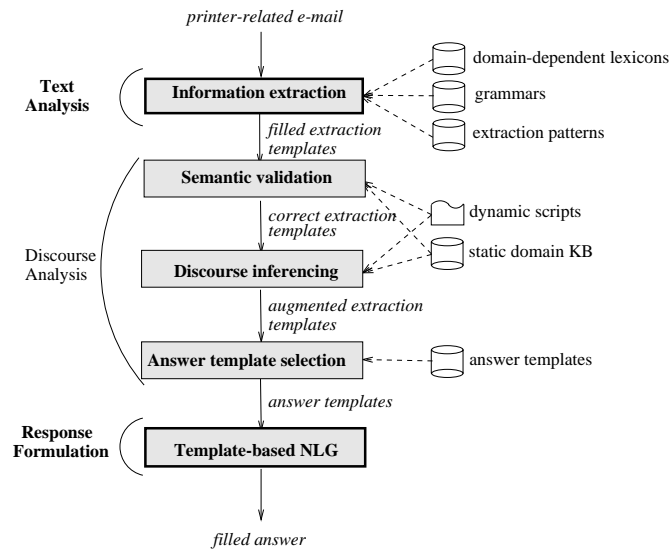 printer-related e-mail
domain-dependent lexicons
Text
Analysis
Information extraction
grammars
extraction patterns
filled extraction
templates
Semantic validation
correct extraction
templates
dynamic scripts
static domain KB
Discourse
Analysis
Discourse inferencing
augmented extraction
templates
Answer template selection
answer templates
answer templates
Response
Formulation
Template-based NLG
filled answer